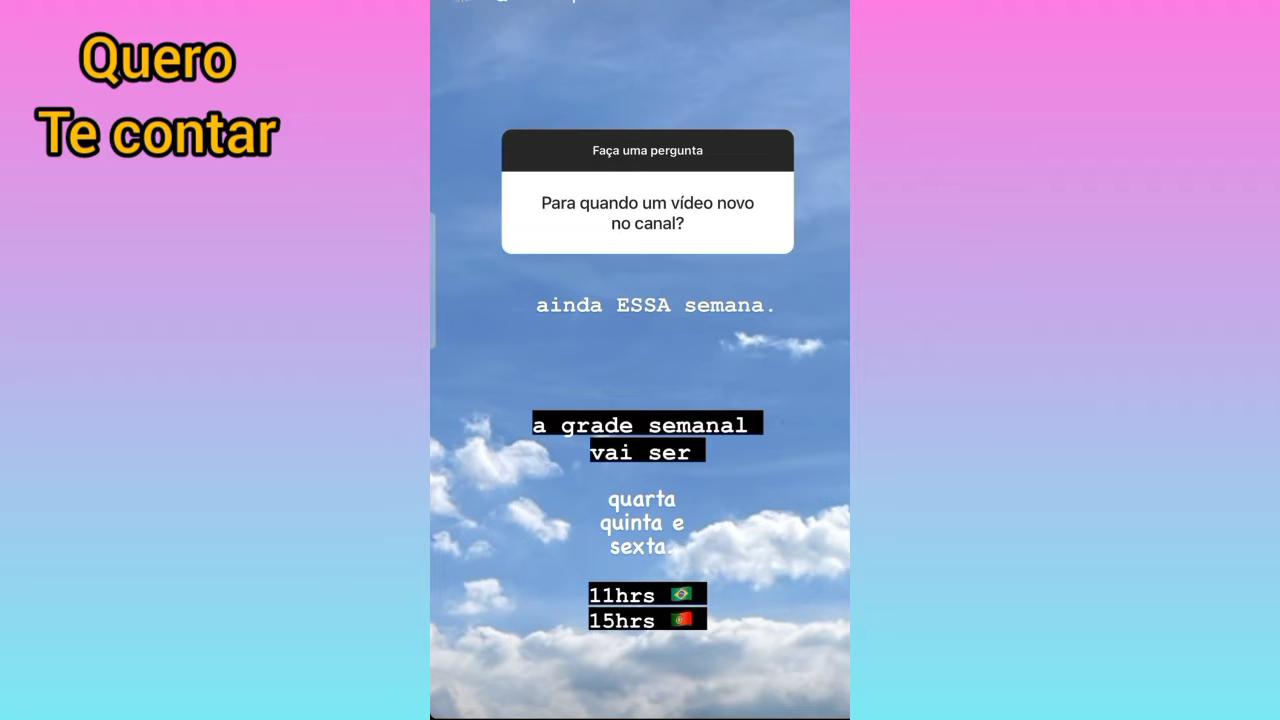 Quero
Te contar
Faça uma pergunta
Para quando um vídeo novo
no canal?
ainda ESSA semana.
a grade semanal
vai ser
quarta
quinta e
sexta.
11hrs 🇧🇷
15hrs 🇵🇹